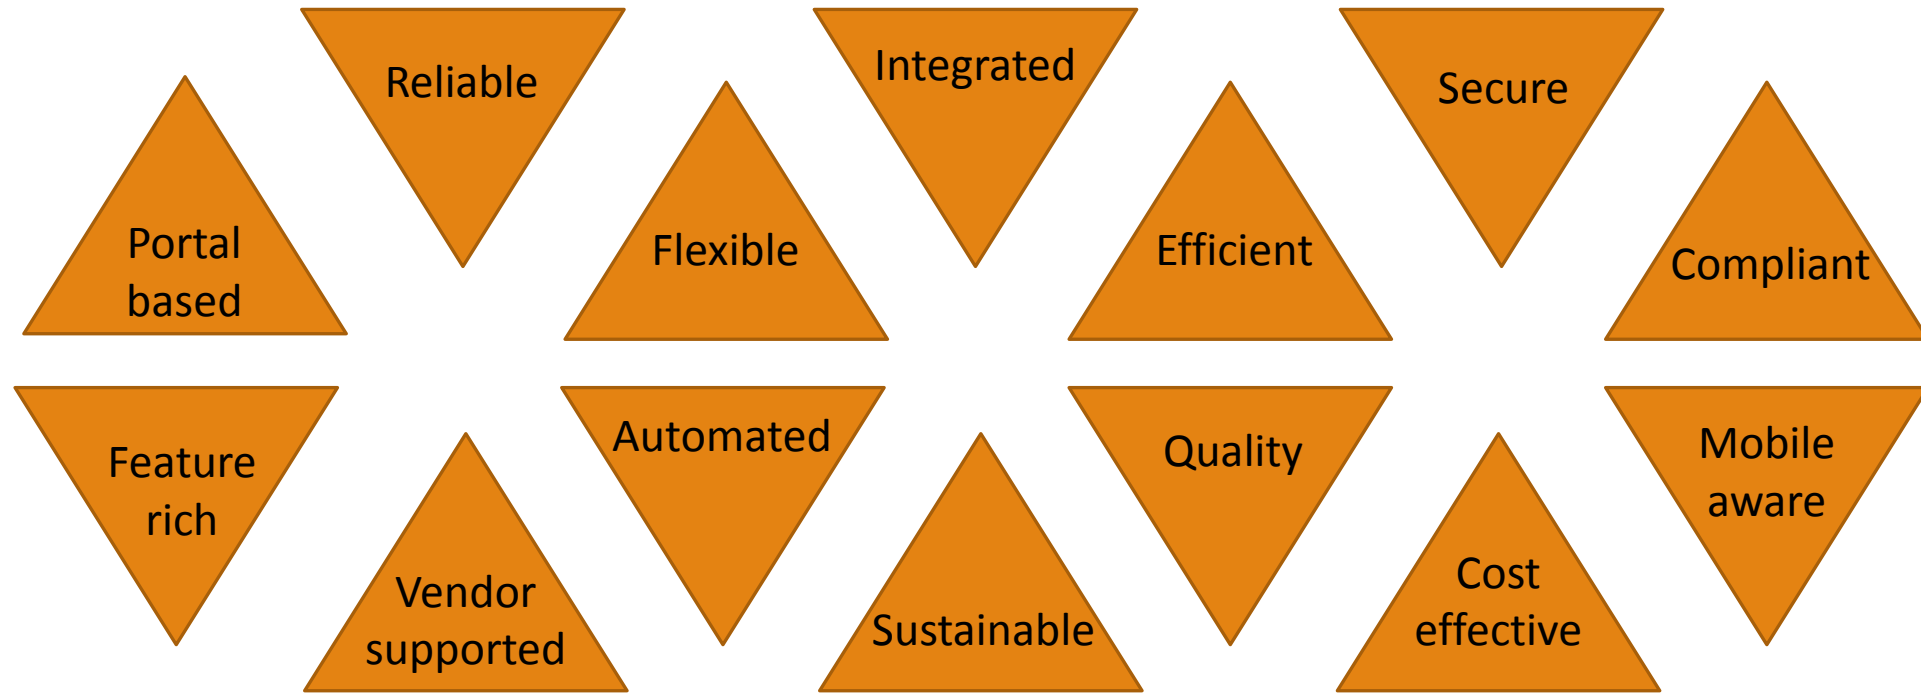 Reliable
Integrated
Secure
Portal
based
Flexible
Efficient
Compliant
Feature
rich
Automated
Quality
Mobile
aware
Vendor
supported
Sustainable
Cost
effective